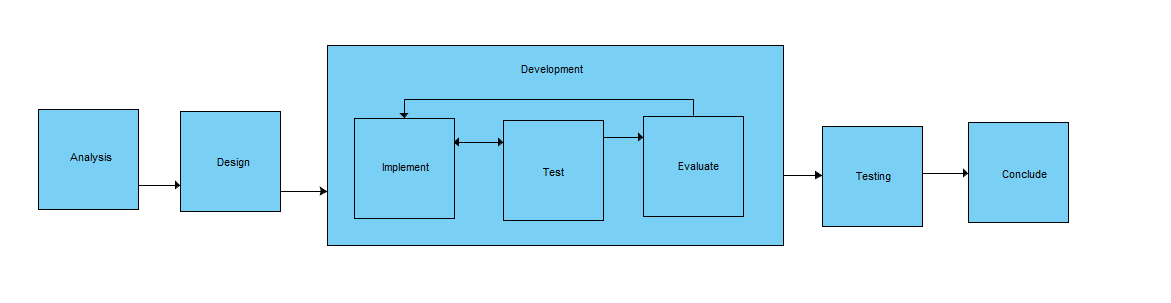 Analysis
Design
Development
Implement
Test
Evaluate
Testing
Conclude